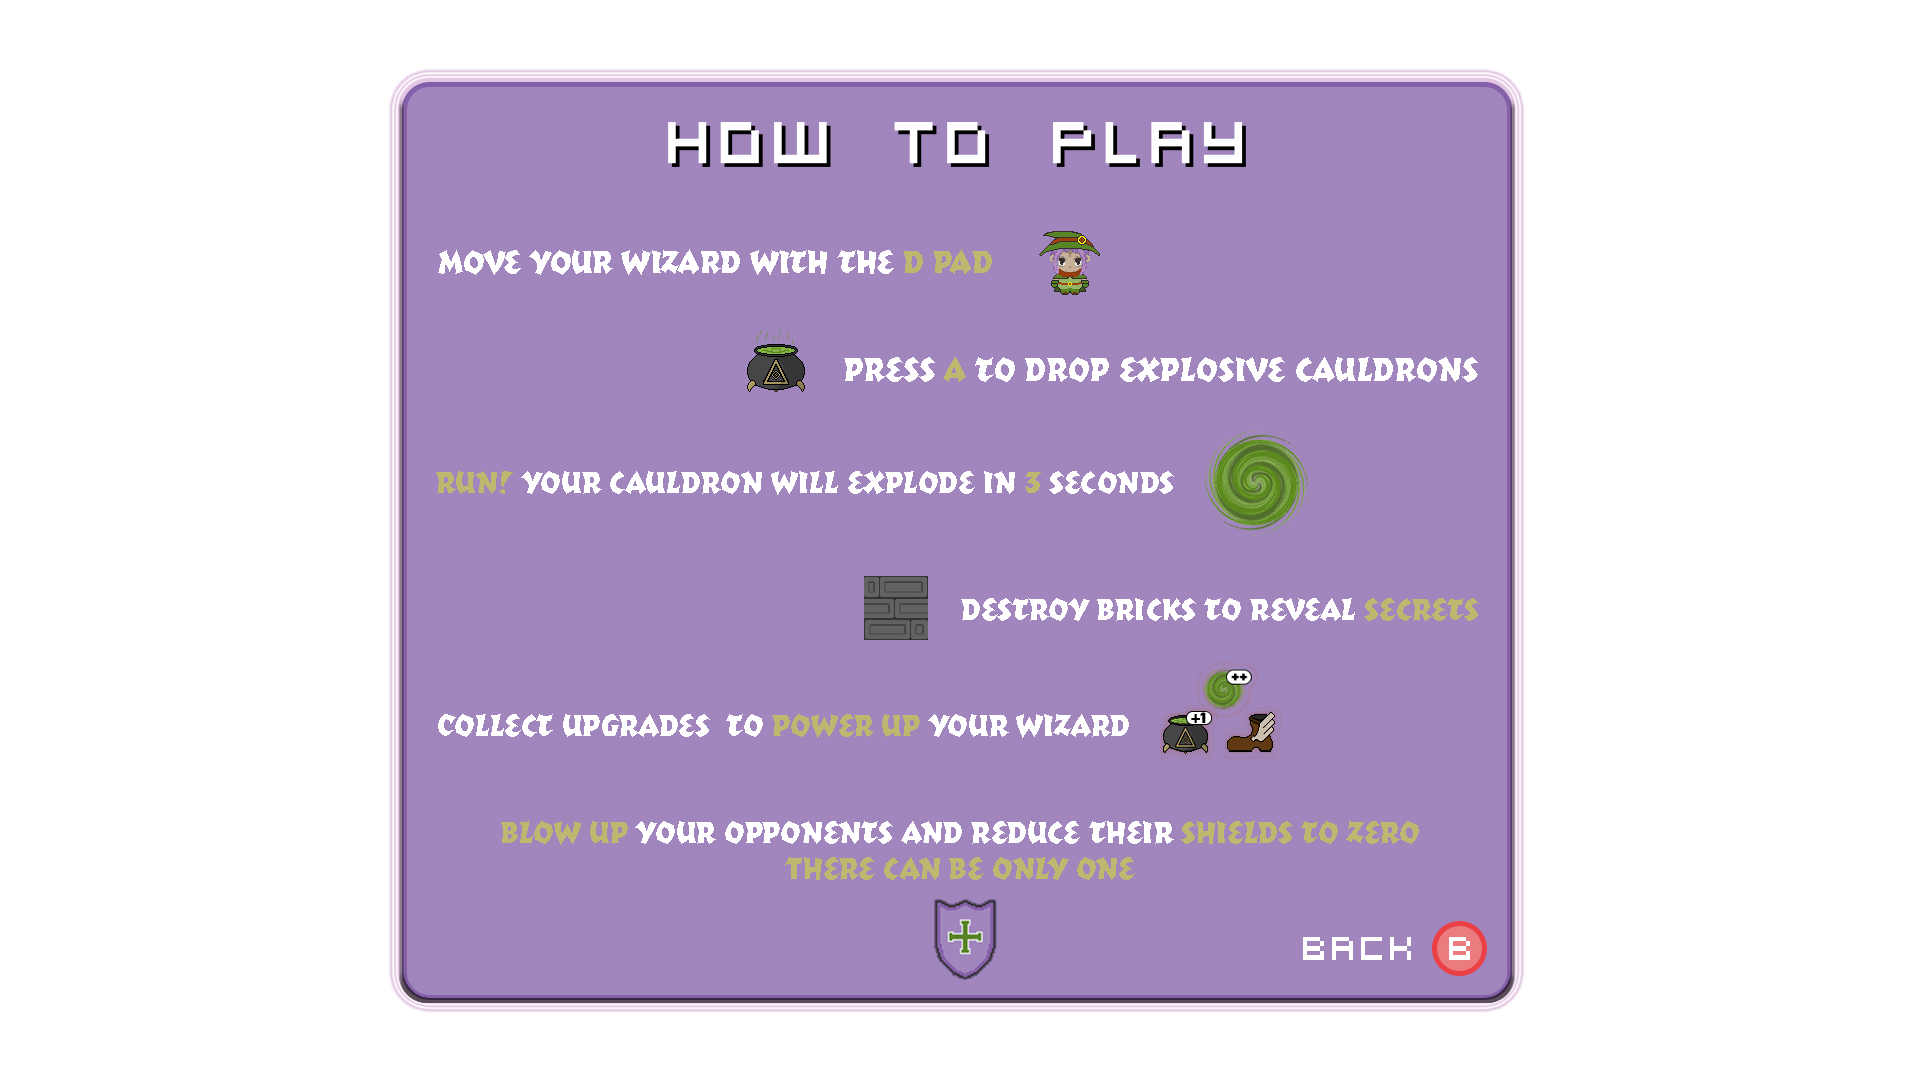 HOW TO PLAY
MOVE YOUR WIZARD WITH THE D PAD
PRESS A TO DROP EXPLOSIVE CAULDRONS
RUN! YOUR CAULDRON WILL EXPLODE IN 3 SECONDS
DESTROY BRICKS TO REVEAL SECRETS
++
+1
COLLECT UPGRADES TO POWER UP YOUR WIZARD
BLOW UP YOUR OPPONENTS AND REDUCE THEIR SHIELDS TO ZERO
THERE CAN BE ONLY ONE
BACK B